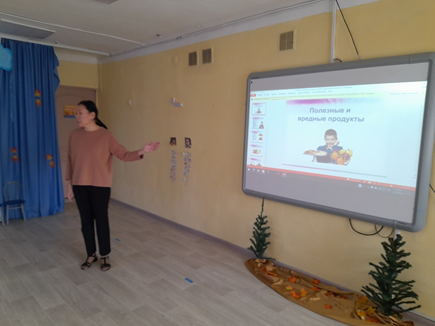 Полезные и
вредные продукты